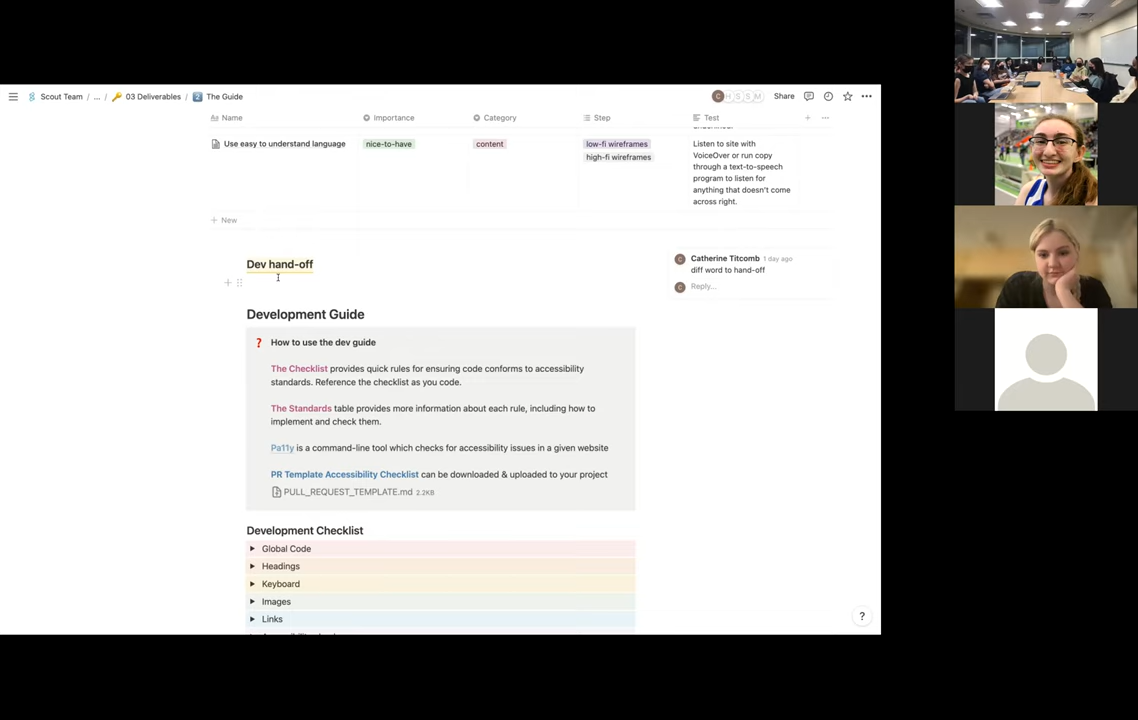 Scout Team / ... / 03 Deliverables / The Guide
Share
Name
Importance
Category
Step
Test
Use easy to understand language
nice-to-have
content
low-fi wireframes
high-fi wireframes
Listen to site with
VoiceOver or run copy
through a text-to-speech
program to listen for
anything that doesn't come
across right.
+ New
Dev hand-off
Catherine Titcomb 1 day ago
diff word to hand-off
Reply...
Development Guide
How to use the dev guide
The Checklist provides quick rules for ensuring code conforms to accessibility
standards. Reference the checklist as you code.
The Standards table provides more information about each rule, including how to
implement and check them.
Pa11y is a command-line tool which checks for accessibility issues in a given website
PR Template Accessibility Checklist can be downloaded & uploaded to your project
PULL_REQUEST_TEMPLATE.md 2.2KB
Development Checklist
Global Code
Headings
Keyboard
Images
Links